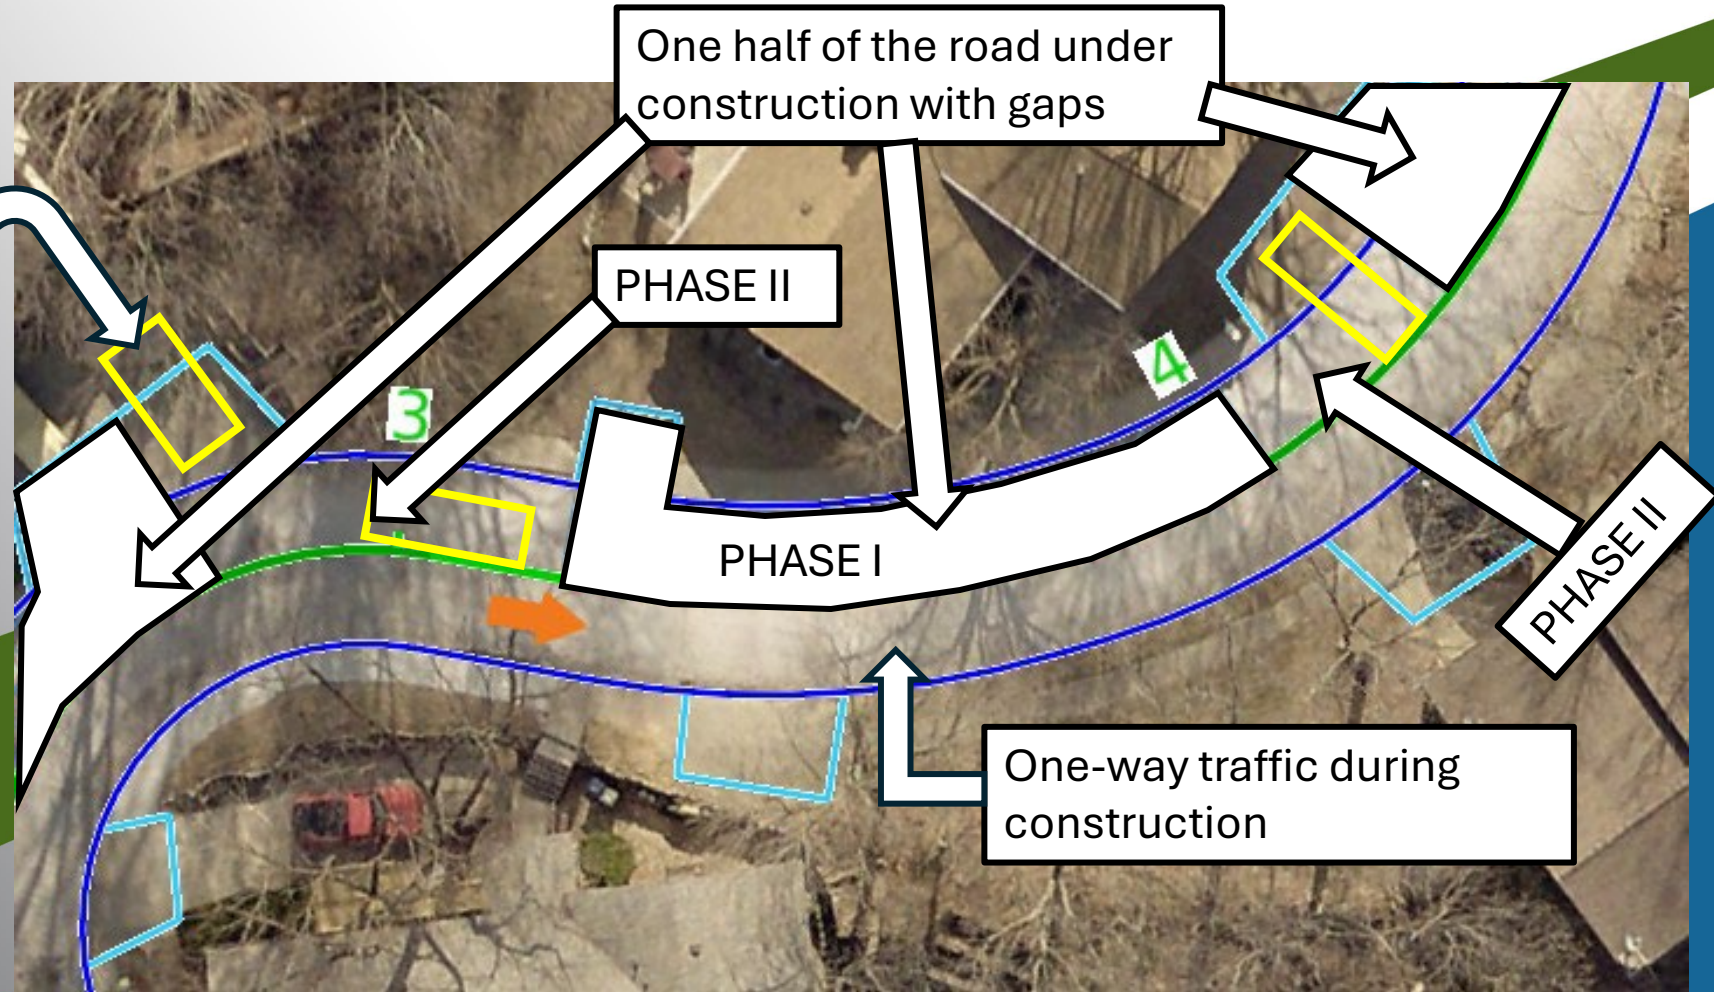 One half of the road under
construction with gaps
PHASE II
4
3
PHASE I
PHASE II
One-way traffic during
construction